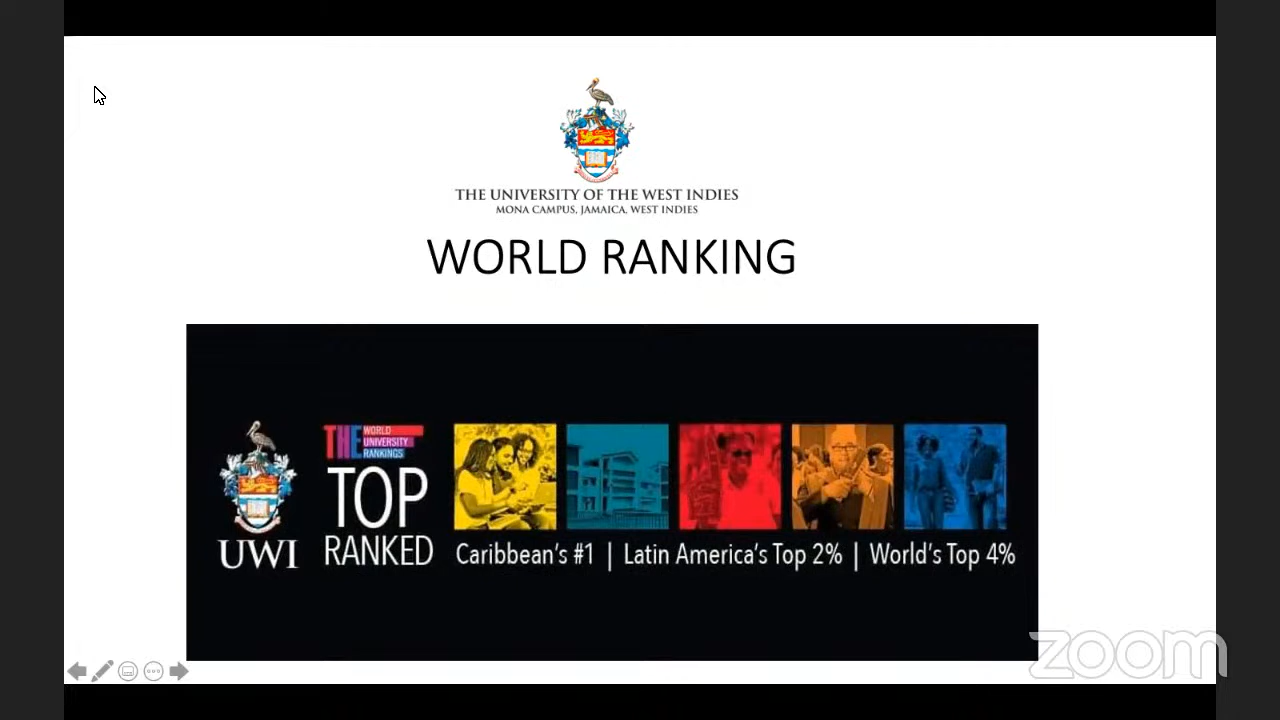 THE UNIVERSITY OF THE WEST INDIES
MONA CAMPUS, JAMAICA, WEST INDIES
WORLD RANKING
THE WORLD
UNIVERSITY
RANKINGS
TOP
RANKED
UWI
Caribbean's #1 | Latin America's Top 2% | World's Top 4%
zoom